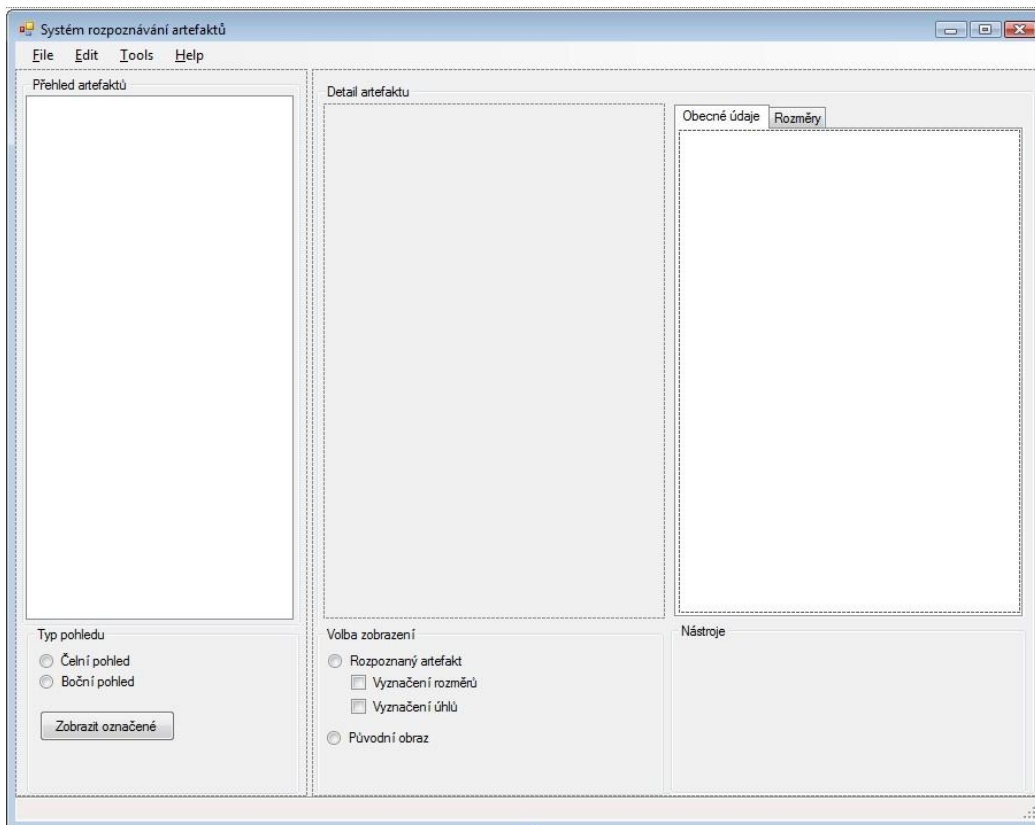 Systém rozpoznávání artefaktů
File Edit Tools Help
Přehled artefaktů
Detail artefaktu
Obecné údaje Rozměry
Typ pohledu
Čelní pohled
Boční pohled
Zobrazit označené
Volba zobrazení
Rozpoznaný artefakt
Vyznačení rozměrů
Vyznačení úhlů
Původní obraz
Nástroje